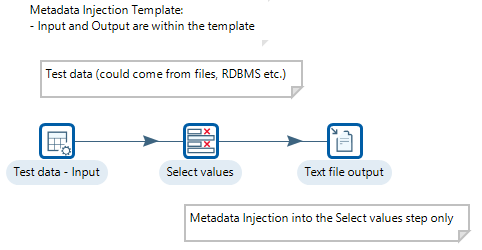 Metadata Injection Template:
- Input and Output are within the template
Test data (could come from files, RDBMS etc.)
Test data - Input
Select values
Text file output
Metadata Injection into the Select values step only